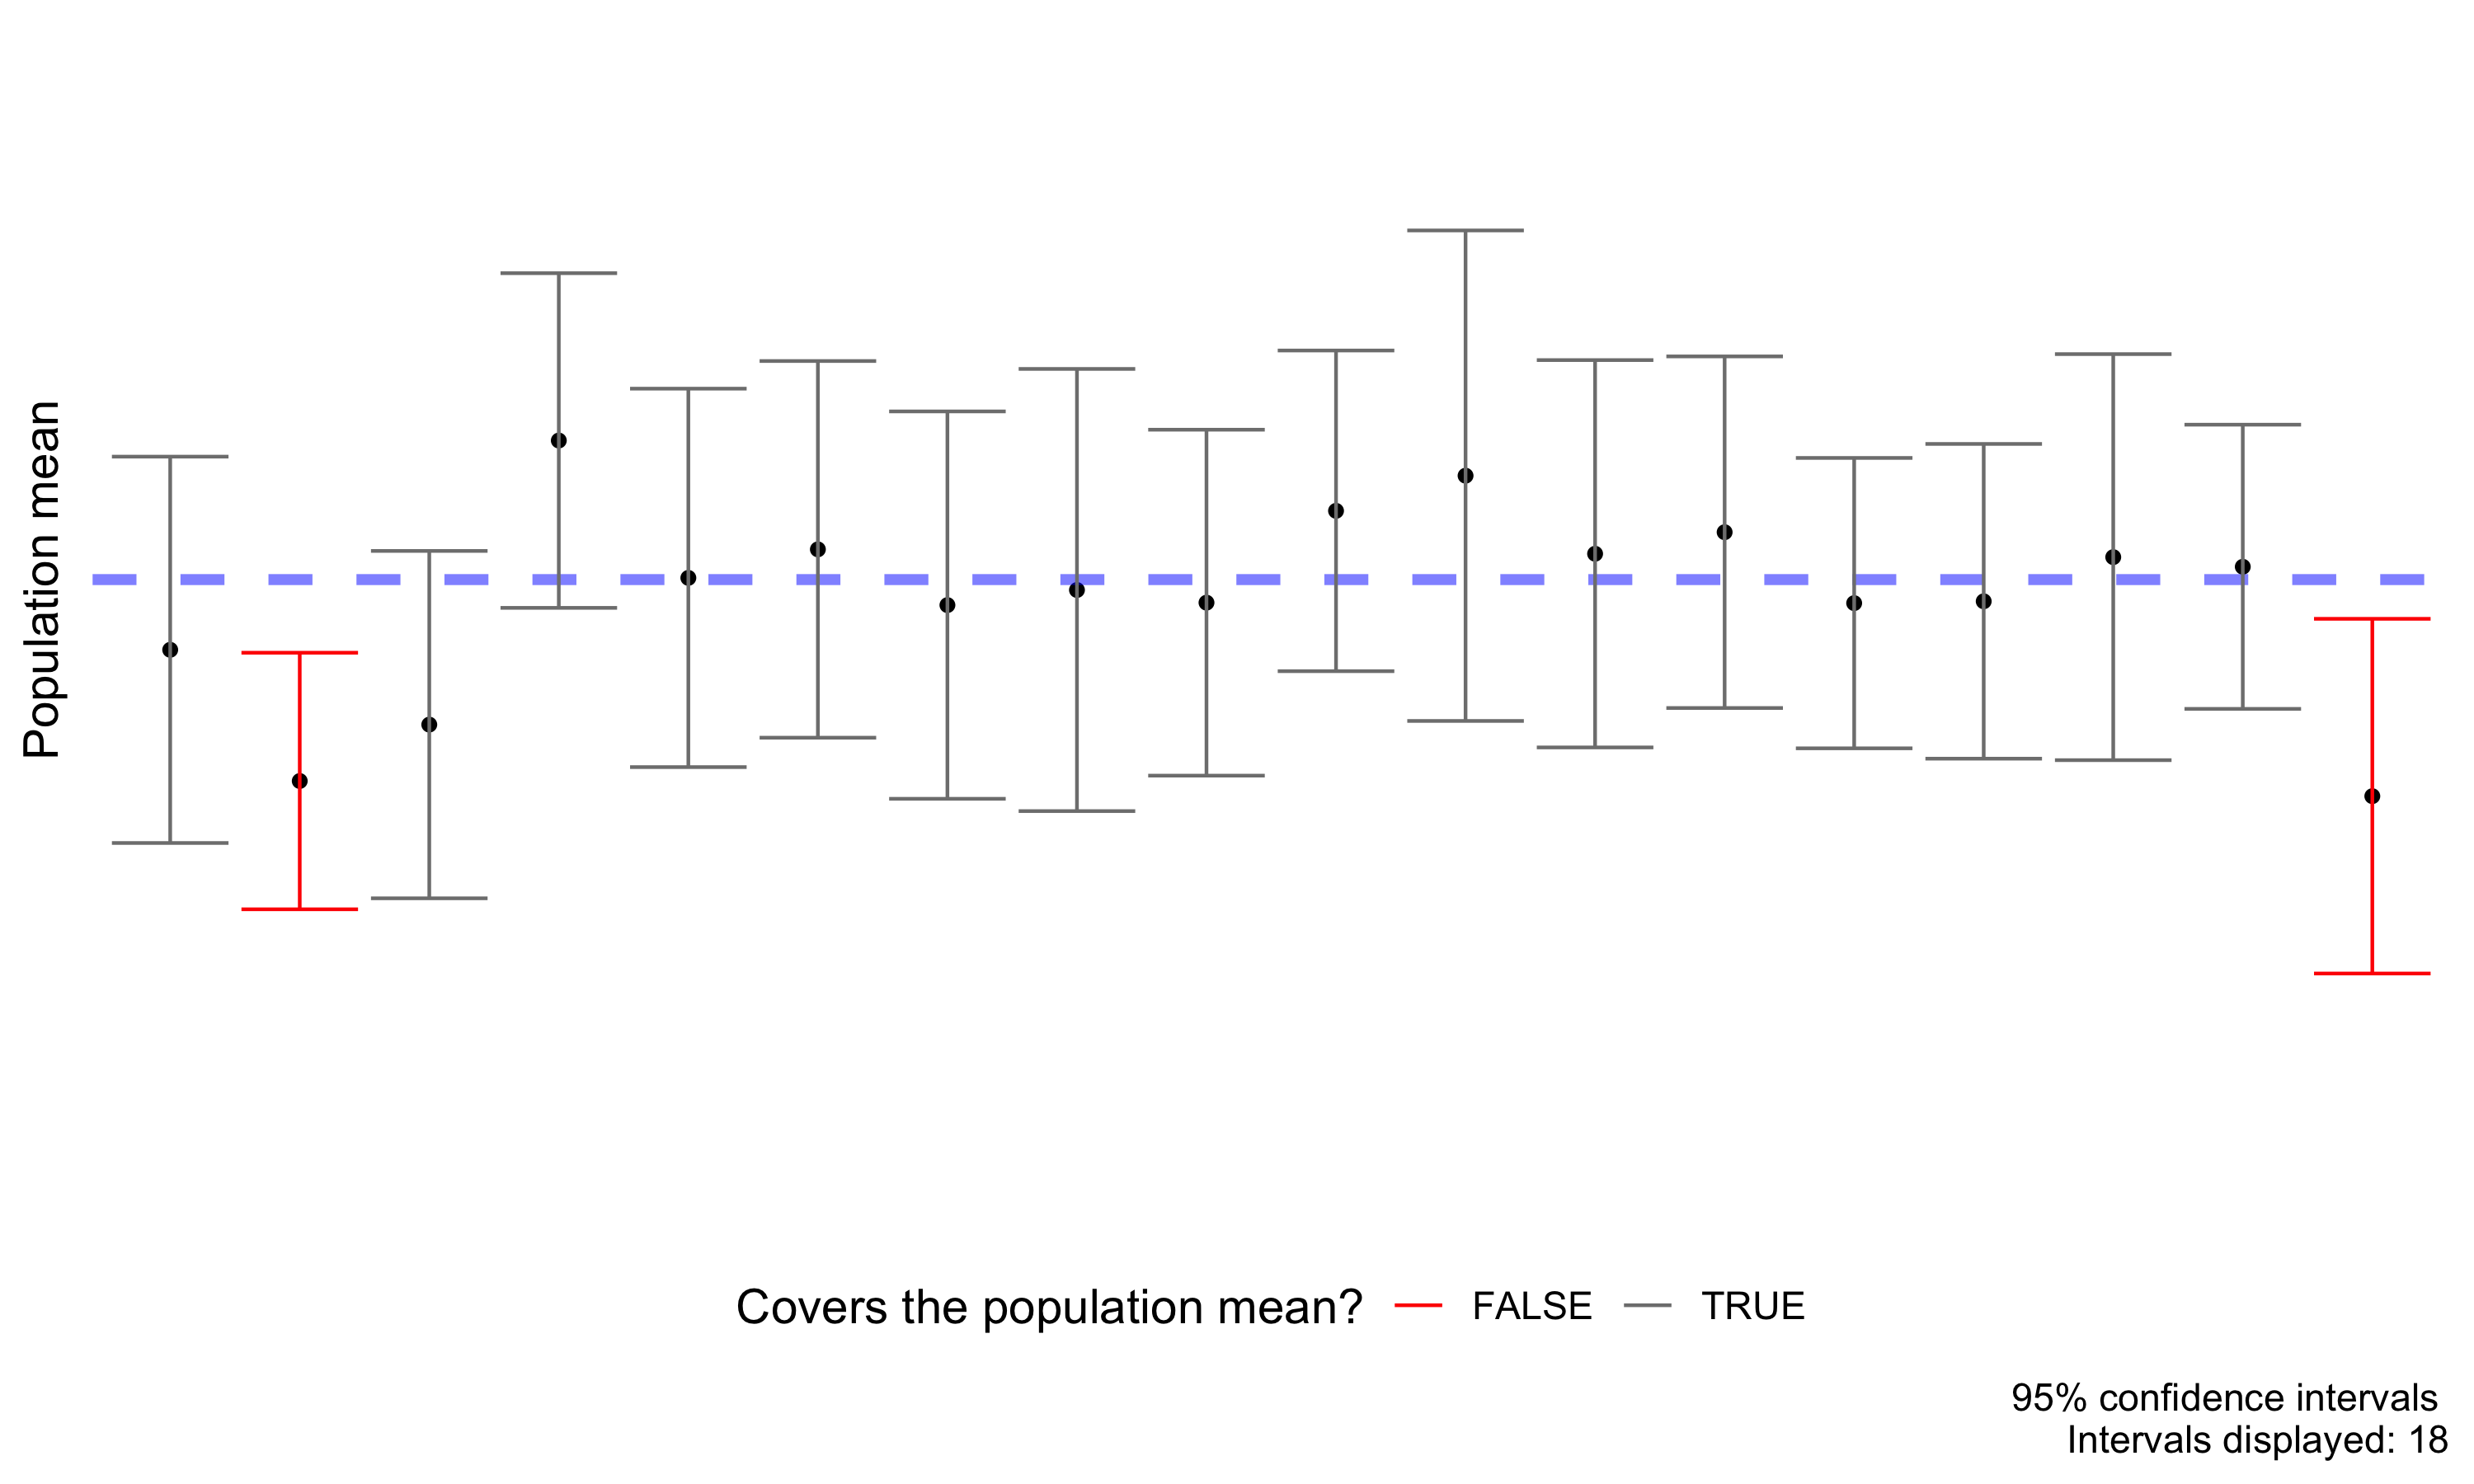 Population mean
Covers the population mean? FALSE TRUE
95% confidence intervals
Intervals displayed: 18